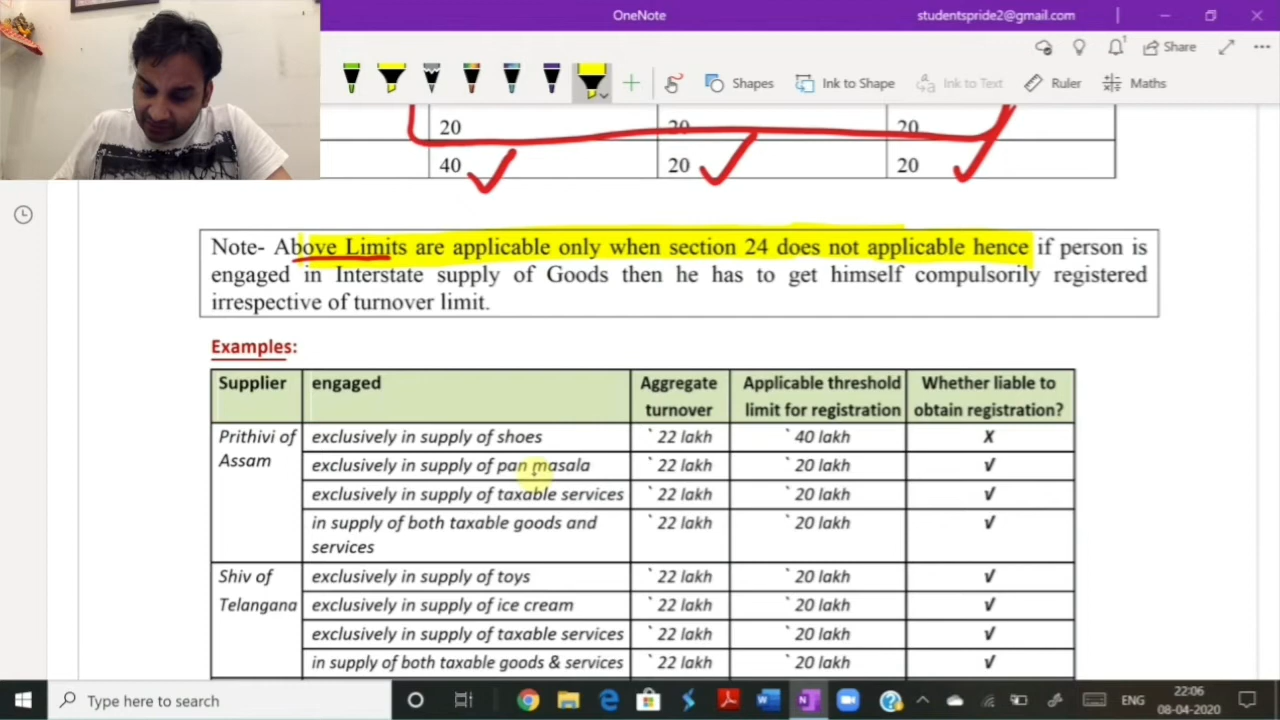 OneNote
studentspride2@gmail.com
1
Share
Shapes
Ink to Shape
Ink to Text
Ruler
Maths
20 20 20
40 20 20
Note- Above Limits are applicable only when section 24 does not applicable hence if person is
engaged in Interstate supply of Goods then he has to get himself compulsorily registered
irrespective of turnover limit.
Examples:
Supplier engaged Aggregate turnover Applicable threshold limit for registration Whether liable to obtain registration?
Prithivi of Assam exclusively in supply of shoes ` 22 lakh ` 40 lakh X
exclusively in supply of pan masala ` 22 lakh ` 20 lakh √
exclusively in supply of taxable services ` 22 lakh ` 20 lakh √
in supply of both taxable goods and services ` 22 lakh ` 20 lakh √
Shiv of Telangana exclusively in supply of toys ` 22 lakh ` 20 lakh √
exclusively in supply of ice cream ` 22 lakh ` 20 lakh √
exclusively in supply of taxable services ` 22 lakh ` 20 lakh √
in supply of both taxable goods & services ` 22 lakh ` 20 lakh √
Type here to search
ENG
22:06
08-04-2020